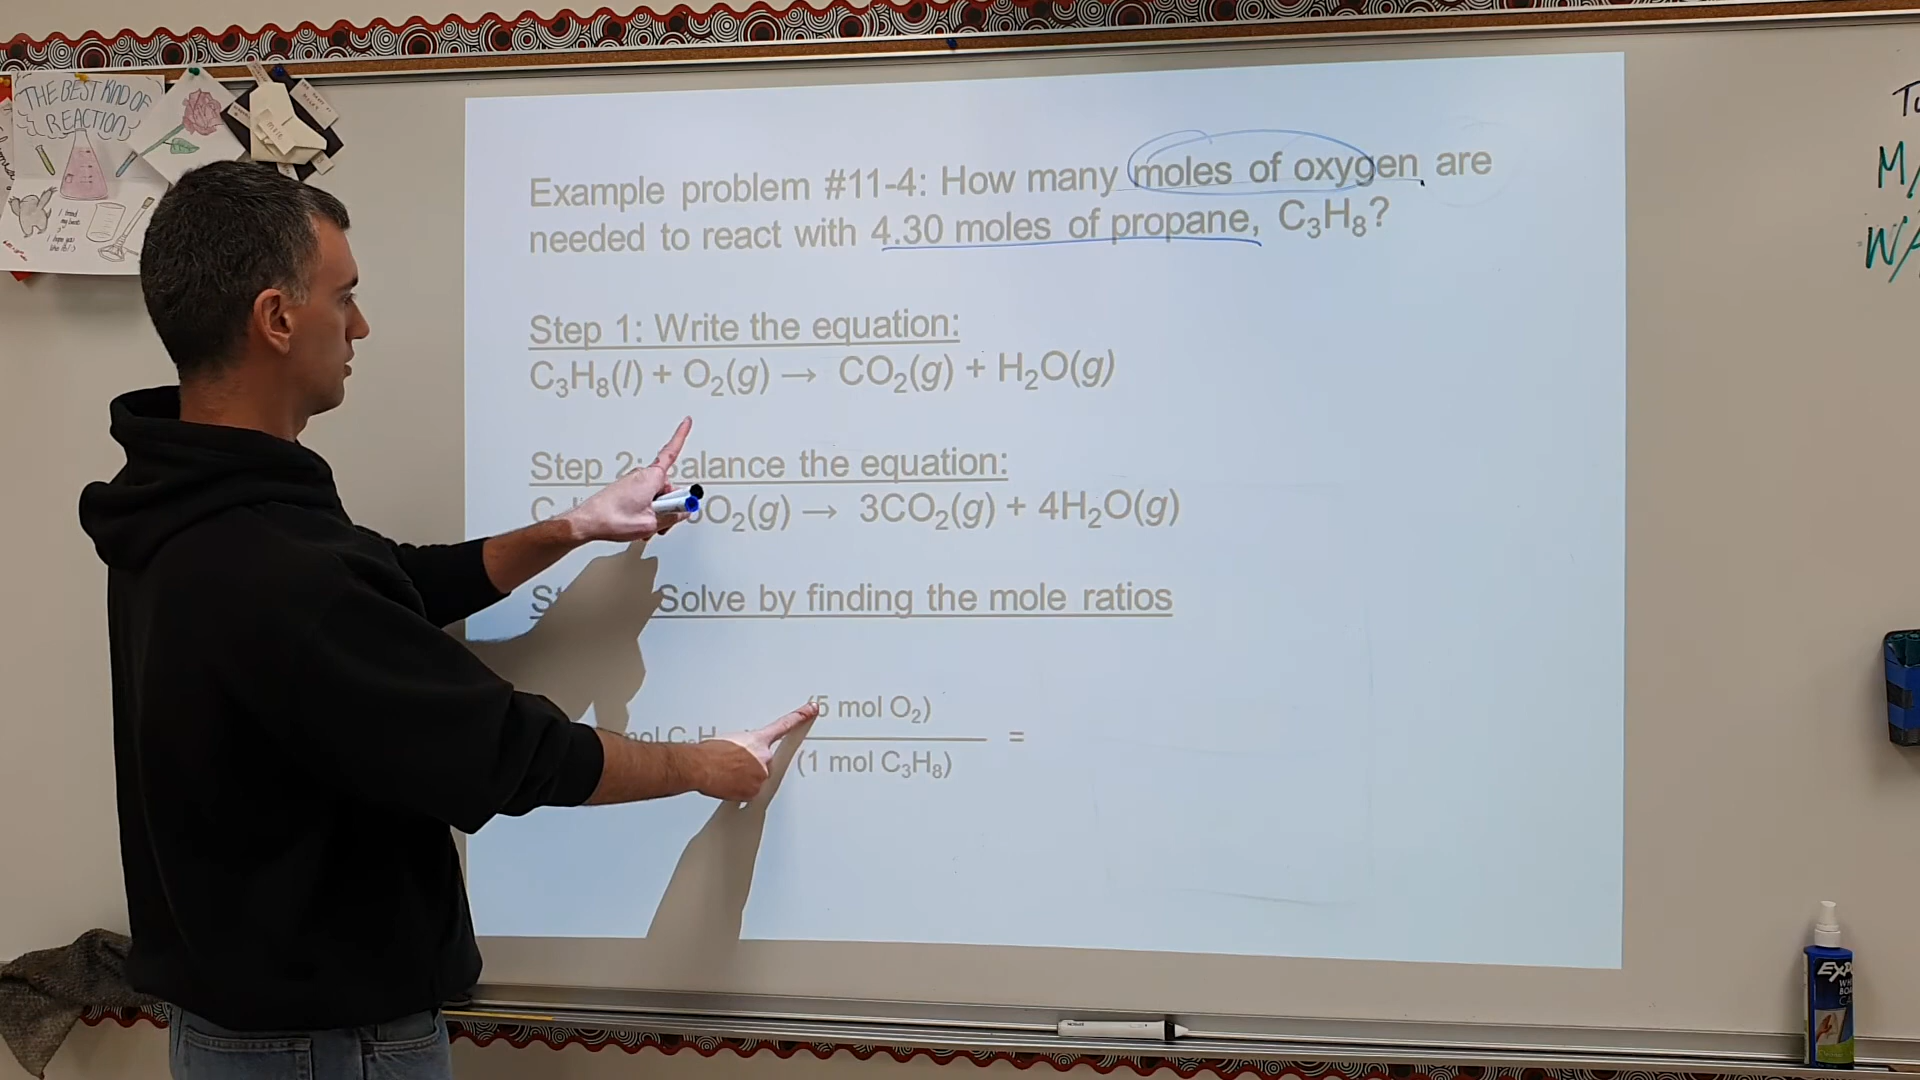 THE BEST KIND OF
REACTION
Example problem #11-4: How many moles of oxygen are
needed to react with 4.30 moles of propane, C₃H₈?
Step 1: Write the equation:
C₃H₈(l) + O₂(g) → CO₂(g) + H₂O(g)
Step 2: Balance the equation:
O₂(g) → 3CO₂(g) + 4H₂O(g)
Solve by finding the mole ratios
(5 mol O₂)
=
(1 mol C₃H₈)
EXPO